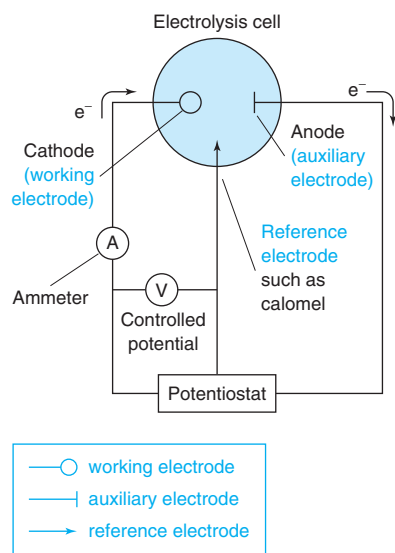 Electrolysis cell
e⁻
e⁻
Cathode
(working
electrode)
Anode
(auxiliary
electrode)
Reference
electrode
such as
calomel
A
Ammeter
V
Controlled
potential
Potentiostat
working electrode
auxiliary electrode
reference electrode